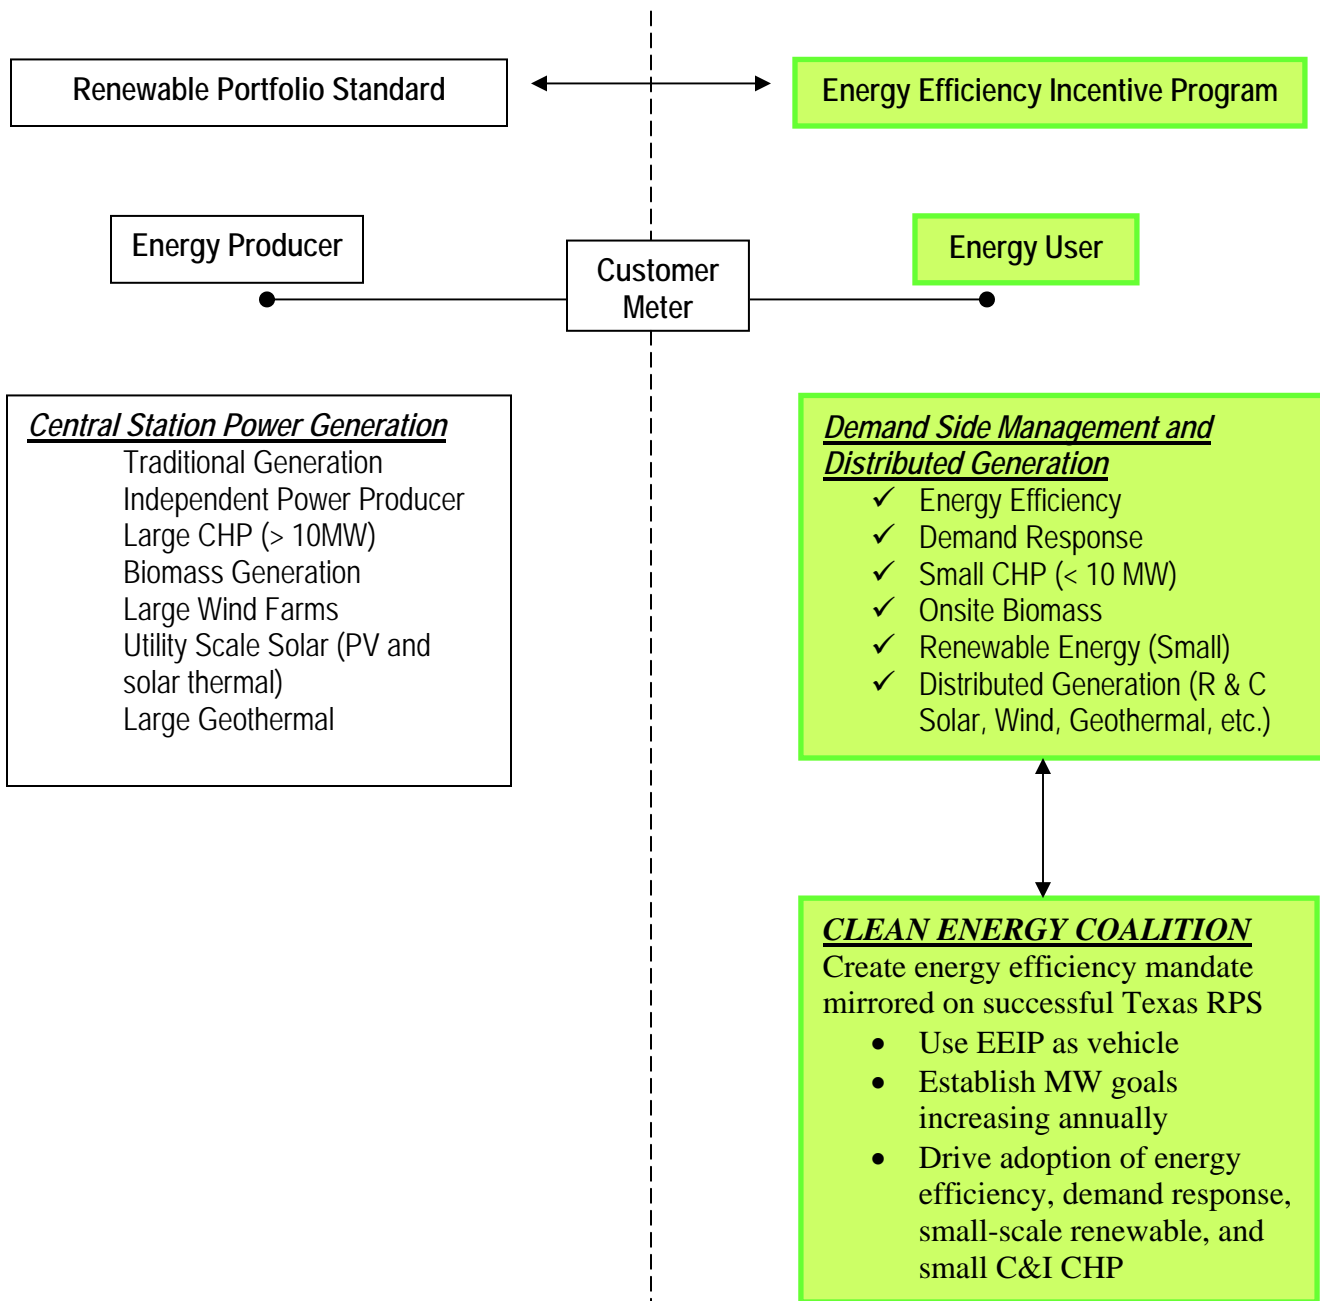 Renewable Portfolio Standard
Energy Efficiency Incentive Program
Energy Producer
Energy User
Customer
Meter
Central Station Power Generation
Traditional Generation
Independent Power Producer
Large CHP (> 10MW)
Biomass Generation
Large Wind Farms
Utility Scale Solar (PV and
solar thermal)
Large Geothermal
Demand Side Management and
Distributed Generation
✓ Energy Efficiency
✓ Demand Response
✓ Small CHP (< 10 MW)
✓ Onsite Biomass
✓ Renewable Energy (Small)
✓ Distributed Generation (R & C
Solar, Wind, Geothermal, etc.)
CLEAN ENERGY COALITION
Create energy efficiency mandate
mirrored on successful Texas RPS
• Use EEIP as vehicle
• Establish MW goals
increasing annually
• Drive adoption of energy
efficiency, demand response,
small-scale renewable, and
small C&I CHP